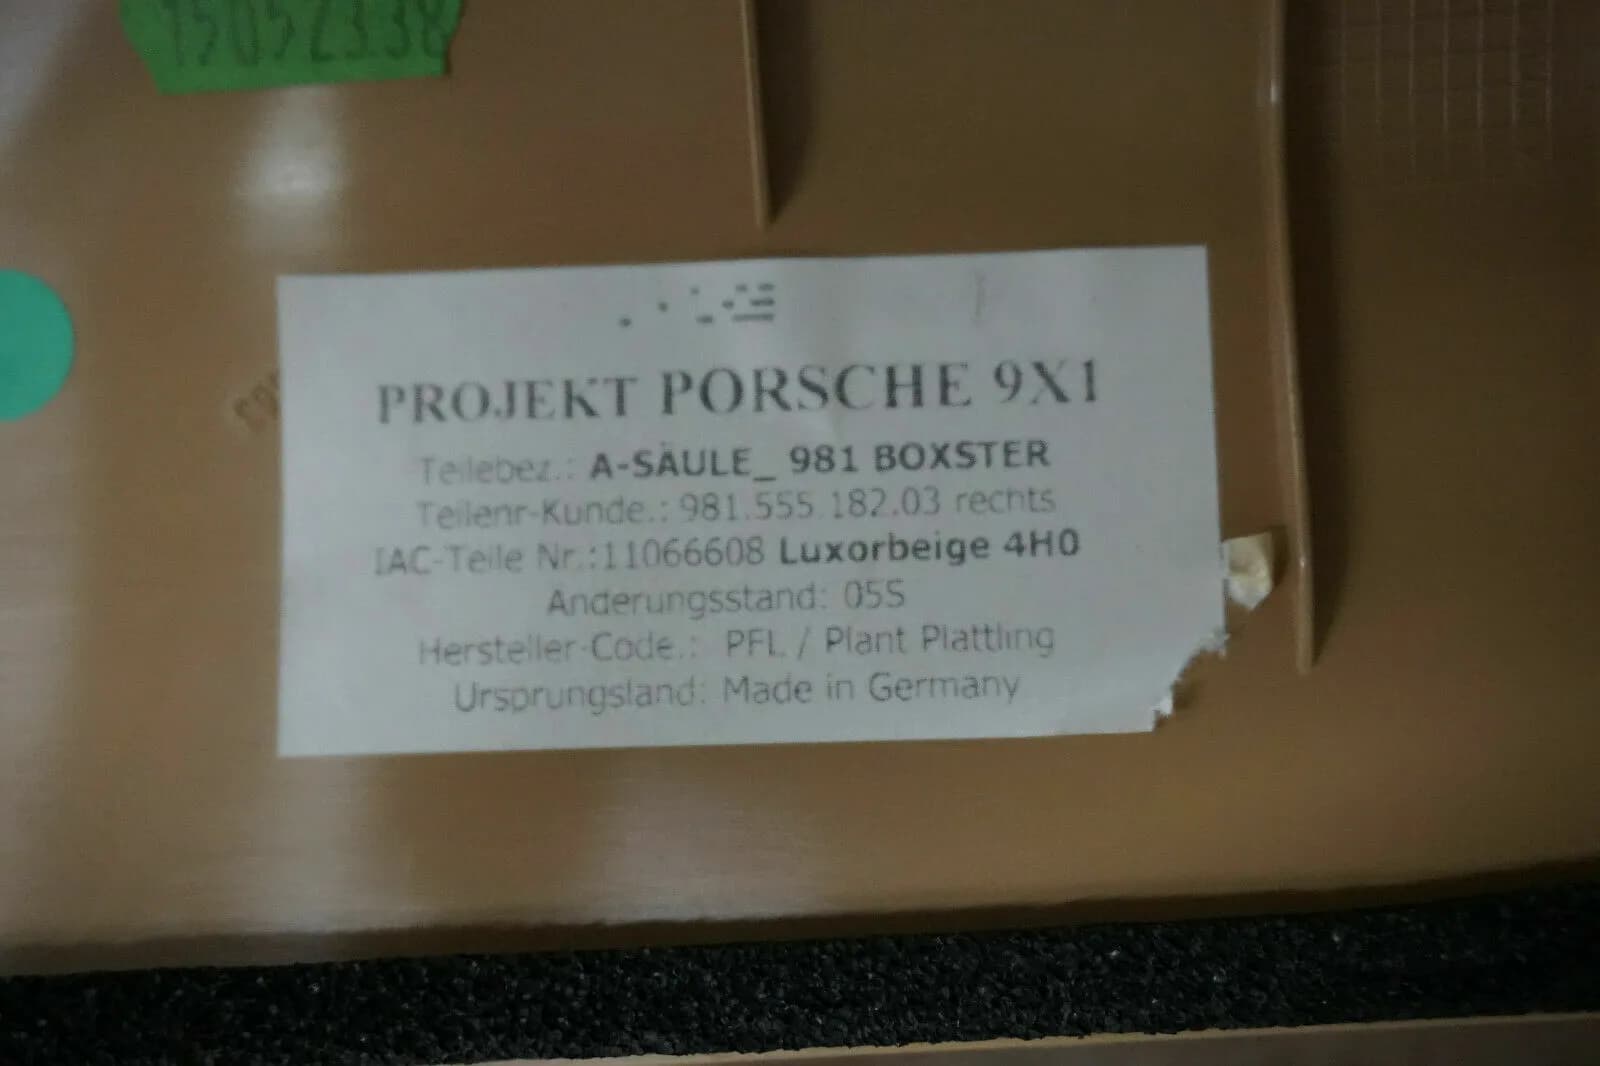 15052338
PROJEKT PORSCHE 9X1
Teilebez.: A-SÄULE_ 981 BOXSTER
Teilenr-Kunde.: 981.555.182.03 rechts
IAC-Teile Nr.:11066608 Luxorbeige 4H0
Änderungsstand: 05S
Hersteller-Code.: PFL / Plant Plattling
Ursprungsland: Made in Germany